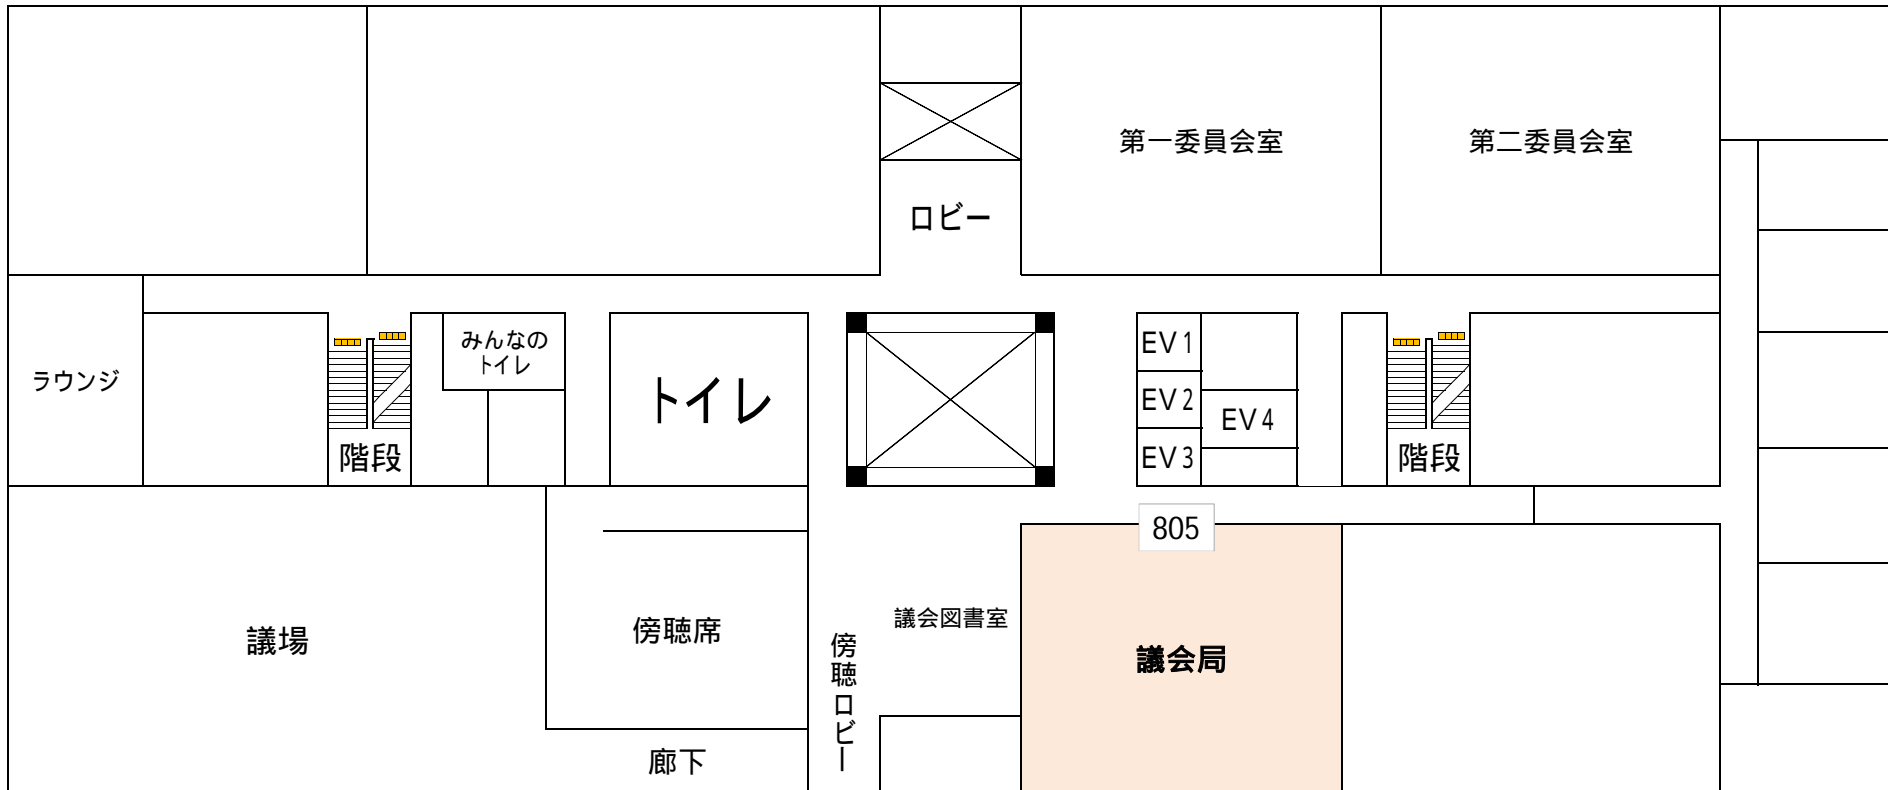 第一委員会室
第二委員会室
ロビー
みんなの
トイレ
EV1
ラウンジ
トイレ
EV2
EV4
階段
EV3
階段
805
議会図書室
傍聴席
議場
傍聴ロビー
議会局
廊下